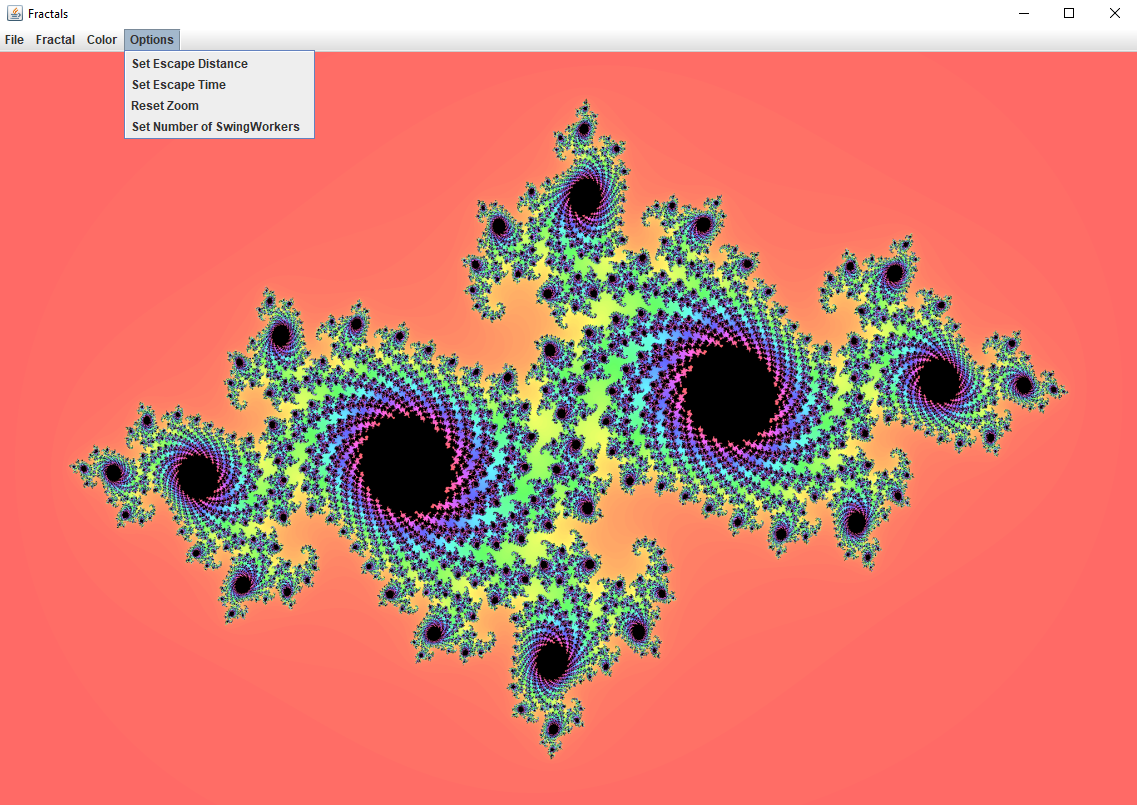 Fractals
File Fractal Color Options
Set Escape Distance
Set Escape Time
Reset Zoom
Set Number of SwingWorkers